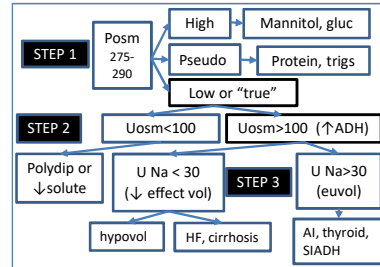 High
Mannitol, gluc
STEP 1
Posm
275-
290
Pseudo
Protein, trigs
Low or “true”
STEP 2
Uosm<100
Uosm>100 (↑ADH)
Polydip or
↓solute
U Na < 30
(↓ effect vol)
STEP 3
U Na>30
(euvol)
hypovol
HF, cirrhosis
AI, thyroid,
SIADH